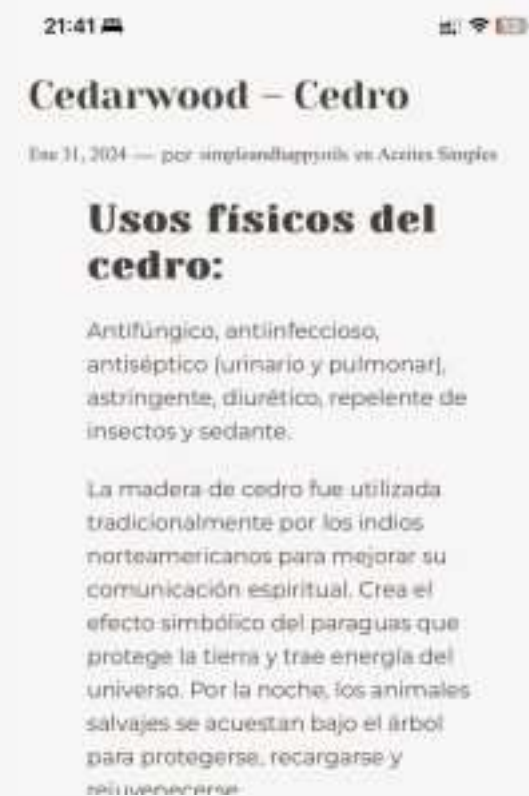 21:41
Cedarwood – Cedro
Ene 31, 2024 — por simpleandhappyoils en Aceites Simples
Usos físicos del
cedro:
Antifúngico, antiinfeccioso,
antiséptico (urinario y pulmonar),
astringente, diurético, repelente de
insectos y sedante.
La madera de cedro fue utilizada
tradicionalmente por los indios
norteamericanos para mejorar su
comunicación espiritual. Crea el
efecto simbólico del paraguas que
protege la tierra y trae energía del
universo. Por la noche, los animales
salvajes se acuestan bajo el árbol
para protegerse, recargarse y
rejuvenecerse